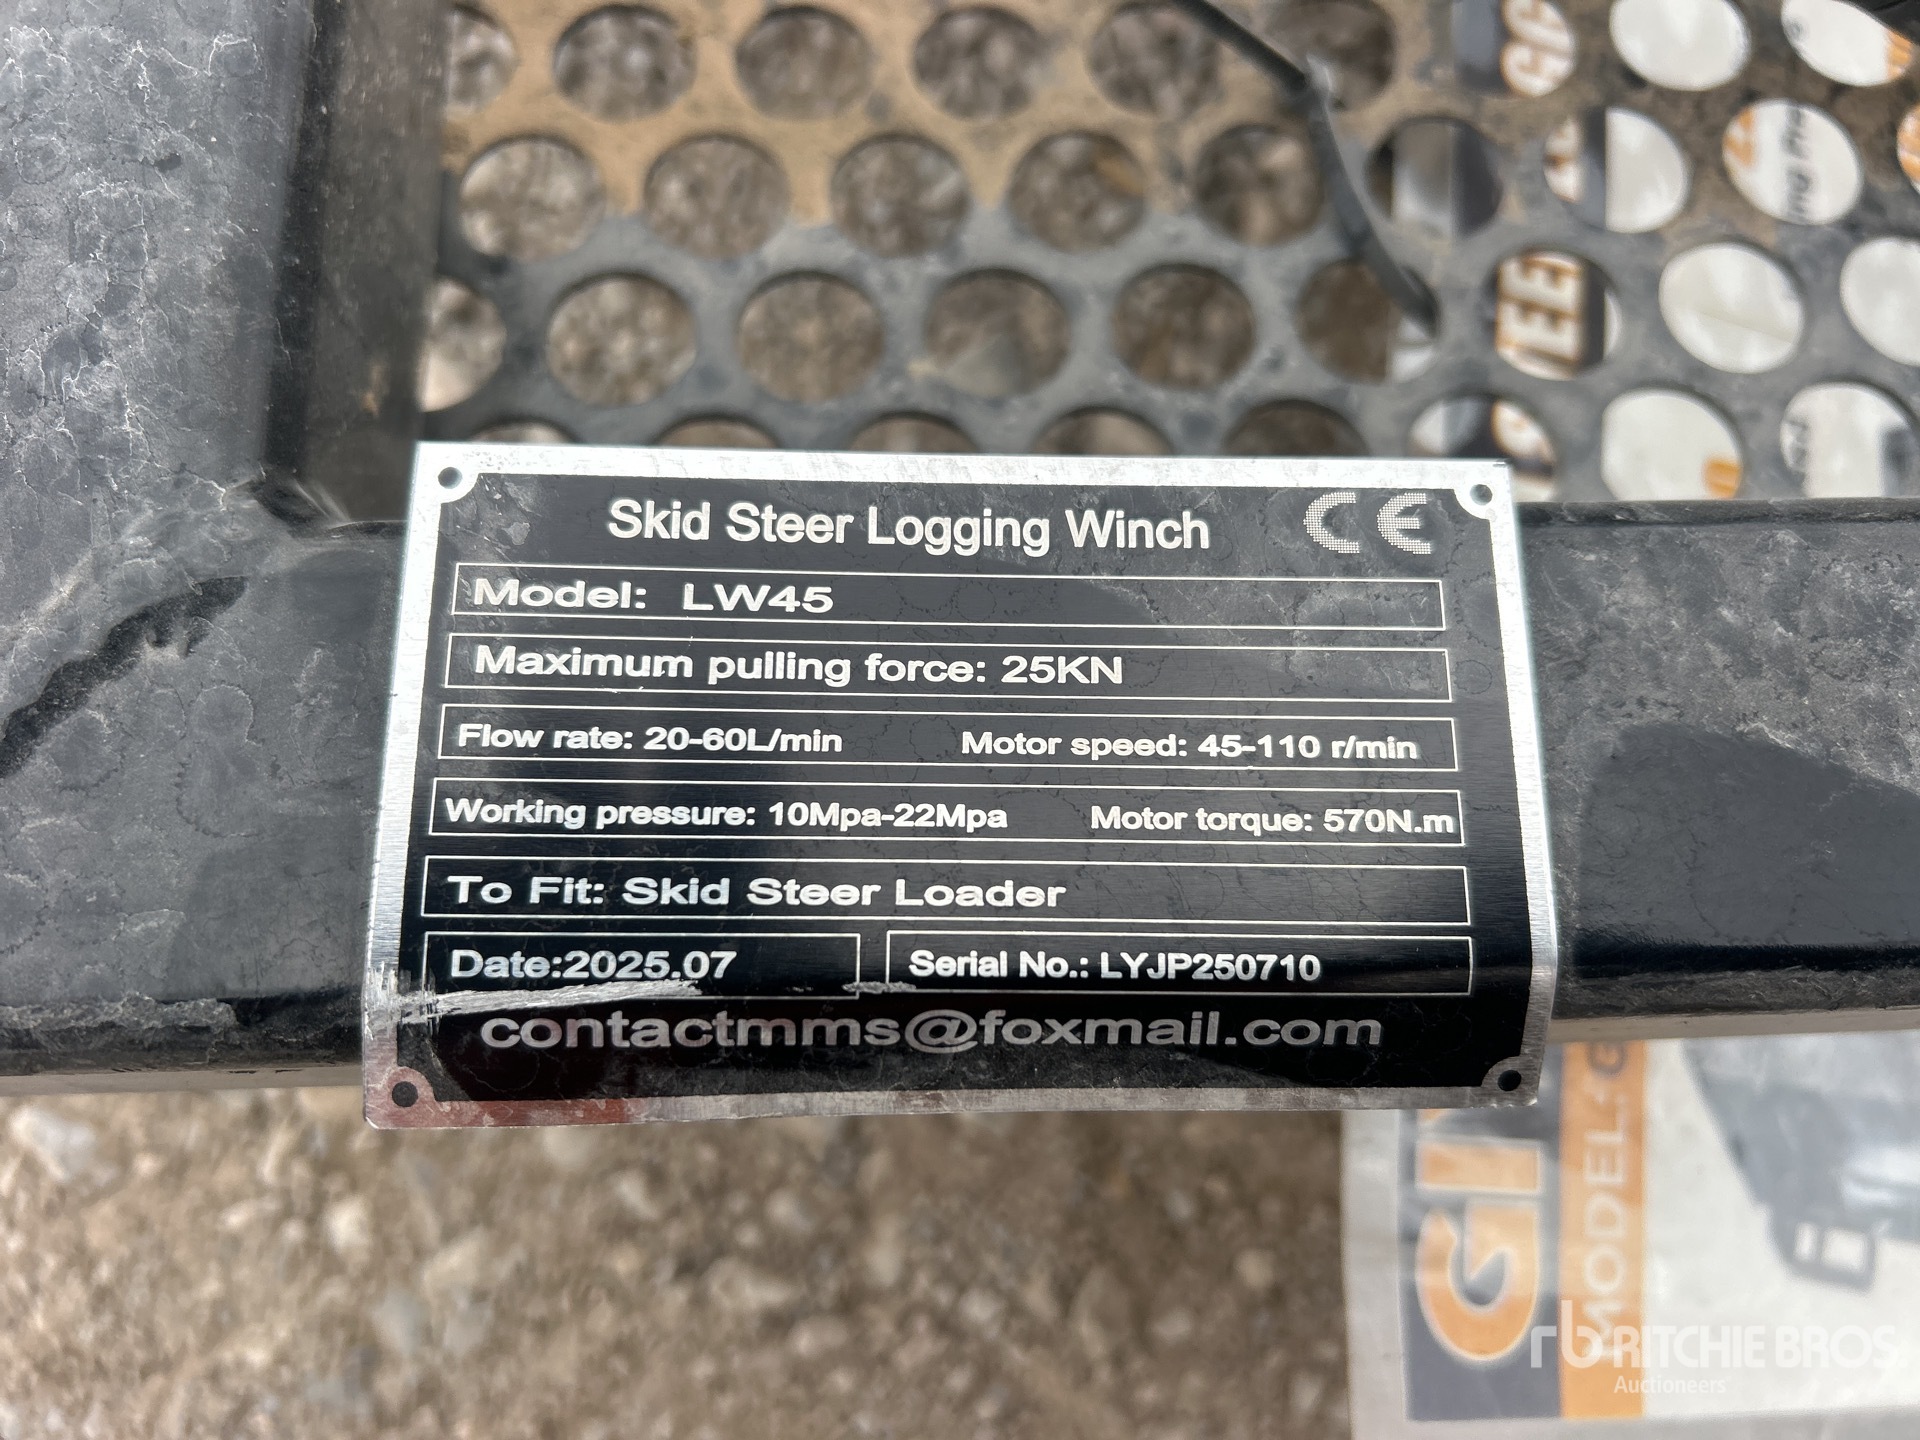 Skid Steer Logging Winch CE
Model: LW45
Maximum pulling force: 25KN
Flow rate: 20-60L/min Motor speed: 45-110 r/min
Working pressure: 10Mpa-22Mpa Motor torque: 570N.m
To Fit: Skid Steer Loader
Date:2025.07 Serial No.: LYJP250710
contactmms@foxmail.com
MODEL:
rb RITCHIE BROS
Auctioneers